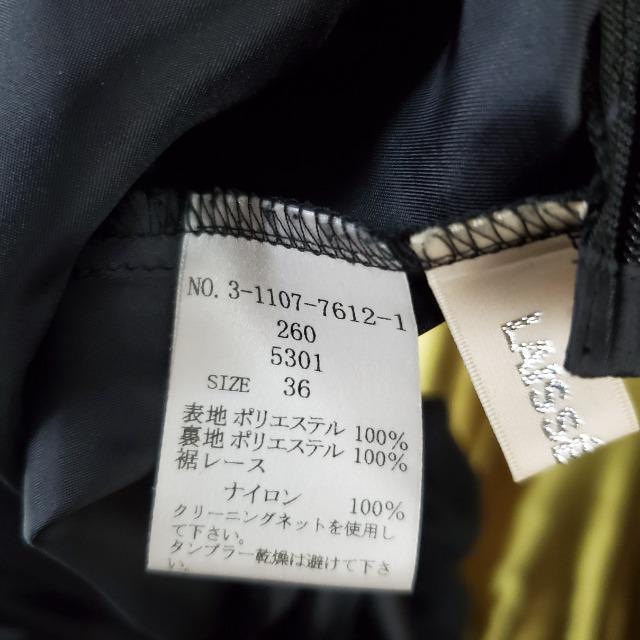 NO. 3-1107-7612-1
260
5301
SIZE 36
表地 ポリエステル 100%
裏地 ポリエステル 100%
裾レース
ナイロン 100%
クリーニングネットを使用し
て下さい。
タンブラー乾燥は避けて下さ
い。